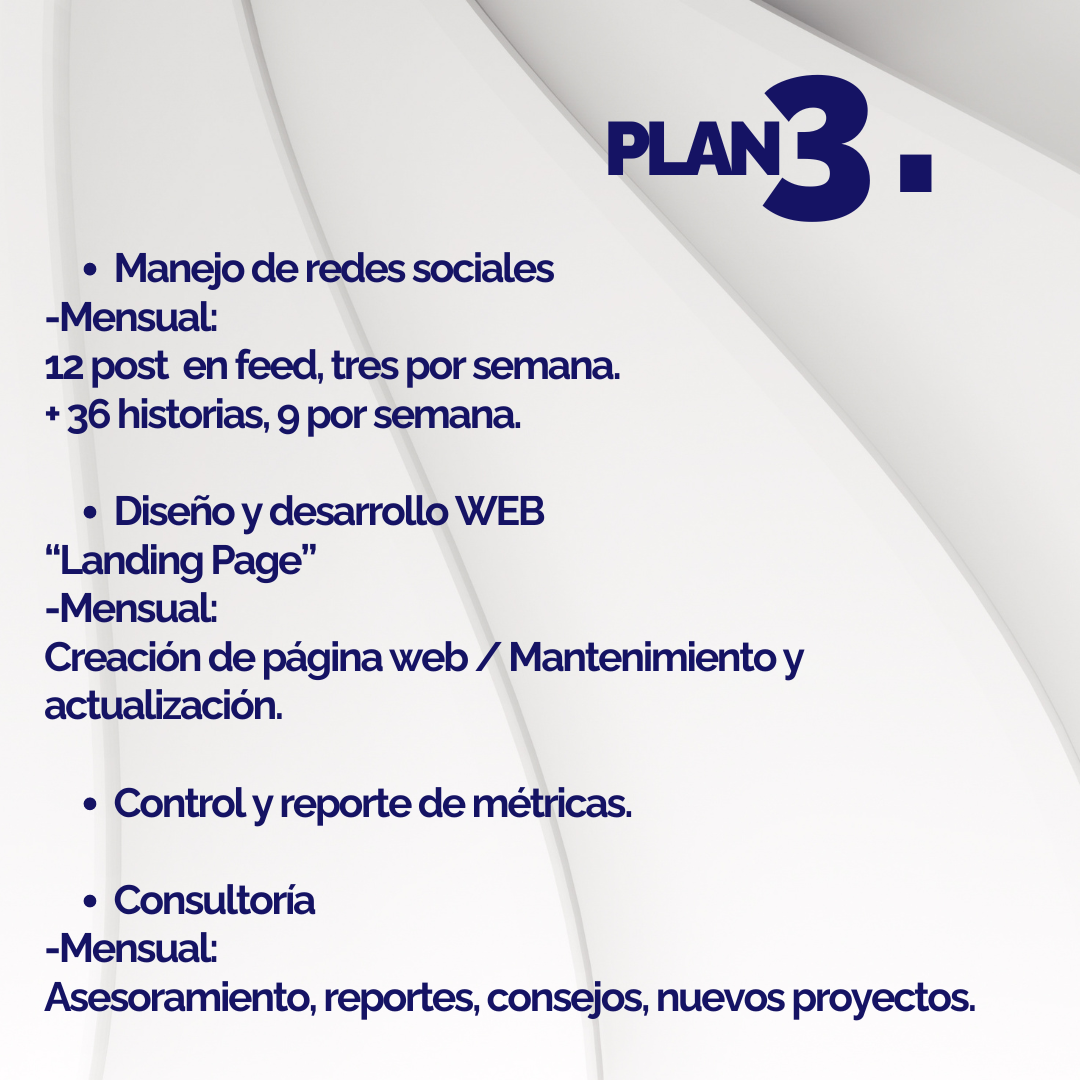 PLAN3.
• Manejo de redes sociales
-Mensual:
12 post  en feed, tres por semana.
+ 36 historias, 9 por semana.
• Diseño y desarrollo WEB
“Landing Page”
-Mensual:
Creación de página web / Mantenimiento y
actualización.
• Control y reporte de métricas.
• Consultoría
-Mensual:
Asesoramiento, reportes, consejos, nuevos proyectos.